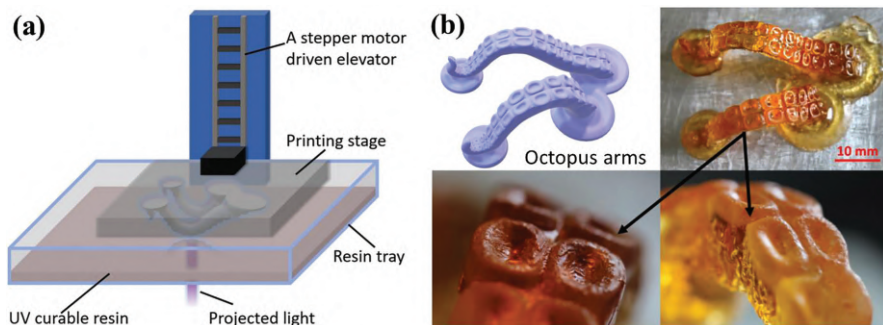 (a)
A stepper motor
driven elevator
Printing stage
Resin tray
UV curable resin
Projected light
(b)
Octopus arms
10 mm